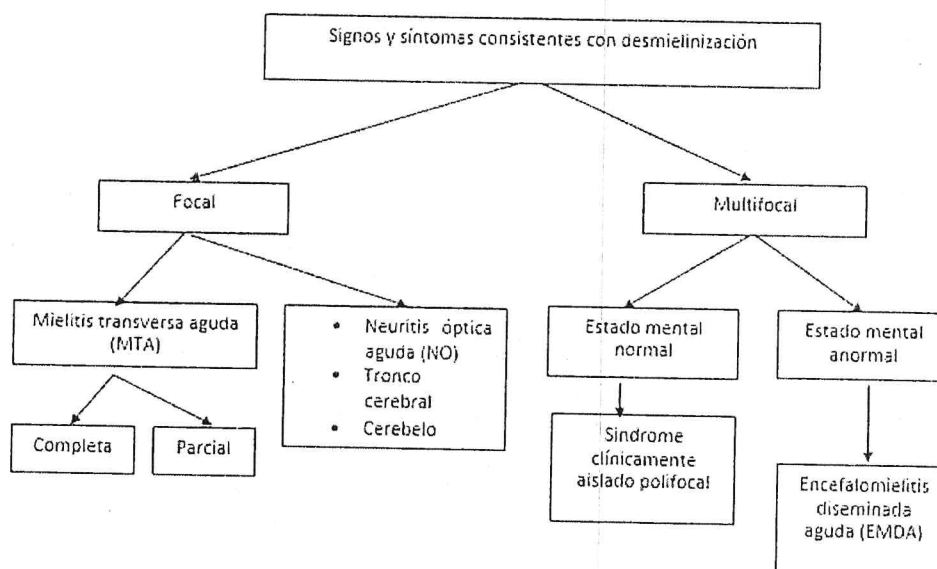 Signos y síntomas consistentes con desmielinización
Focal
Multifocal
Mielitis transversa aguda
(MTA)
• Neuritis óptica
aguda (NO)
• Tronco
cerebral
• Cerebelo
Estado mental
normal
Estado mental
anormal
Completa
Parcial
Sindrome
clínicamente
aislado polifocal
Encefalomielitis
diseminada
aguda (EMDA)